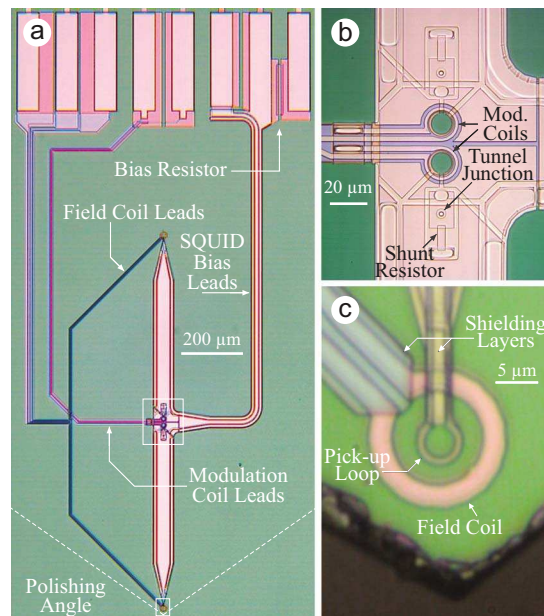 a
Bias Resistor
Field Coil Leads
SQUID
Bias
Leads
200 µm
Modulation
Coil Leads
Polishing
Angle
b
Mod.
Coils
Tunnel
Junction
20 µm
Shunt
Resistor
c
Shielding
Layers
5 µm
Pick-up
Loop
Field Coil